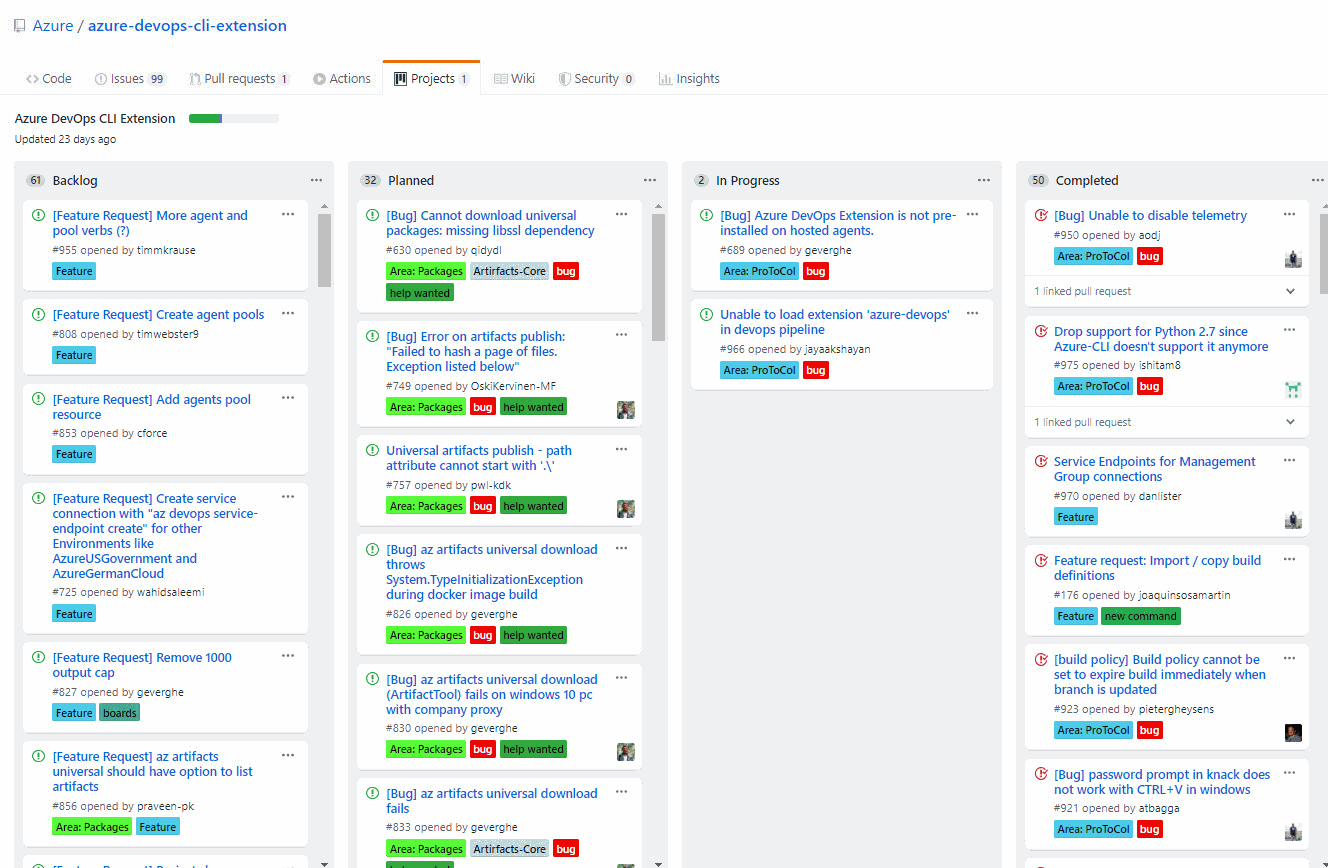 Azure / azure-devops-cli-extension
Code Issues 99 Pull requests 1 Actions Projects 1 Wiki Security 0 Insights
Azure DevOps CLI Extension
Updated 23 days ago
61 Backlog
[Feature Request] More agent and
pool verbs (?)
#955 opened by timmkrause
Feature
[Feature Request] Create agent pools
#808 opened by timwebster9
Feature
[Feature Request] Add agents pool
resource
#853 opened by cforce
Feature
[Feature Request] Create service
connection with "az devops service-
endpoint create" for other
Environments like
AzureUSGovernment and
AzureGermanCloud
#725 opened by wahidsaleemi
Feature
[Feature Request] Remove 1000
output cap
#827 opened by geverghe
Feature boards
[Feature Request] az artifacts
universal should have option to list
artifacts
#856 opened by praveen-pk
Area: Packages Feature
32 Planned
[Bug] Cannot download universal
packages: missing libssl dependency
#630 opened by qidydl
Area: Packages Artirfacts-Core bug
help wanted
[Bug] Error on artifacts publish:
"Failed to hash a page of files.
Exception listed below"
#749 opened by OskiKervinen-MF
Area: Packages bug help wanted
Universal artifacts publish - path
attribute cannot start with '.\'
#757 opened by pwl-kdk
Area: Packages bug help wanted
[Bug] az artifacts universal download
throws
System.TypeInitializationException
during docker image build
#826 opened by geverghe
Area: Packages bug help wanted
[Bug] az artifacts universal download
(ArtifactTool) fails on windows 10 pc
with company proxy
#830 opened by geverghe
Area: Packages bug help wanted
[Bug] az artifacts universal download
fails
#833 opened by geverghe
Area: Packages Artirfacts-Core bug
2 In Progress
[Bug] Azure DevOps Extension is not pre-
installed on hosted agents.
#689 opened by geverghe
Area: ProToCol bug
Unable to load extension 'azure-devops'
in devops pipeline
#966 opened by jayaakshayan
Area: ProToCol bug
50 Completed
[Bug] Unable to disable telemetry
#950 opened by aodj
Area: ProToCol bug
1 linked pull request
Drop support for Python 2.7 since
Azure-CLI doesn't support it anymore
#975 opened by ishitam8
Area: ProToCol bug
1 linked pull request
Service Endpoints for Management
Group connections
#970 opened by danlister
Feature
Feature request: Import / copy build
definitions
#176 opened by joaquinsosamartin
Feature new command
[build policy] Build policy cannot be
set to expire build immediately when
branch is updated
#923 opened by pietergheysens
Area: ProToCol bug
[Bug] password prompt in knack does
not work with CTRL+V in windows
#921 opened by atbagga
Area: ProToCol bug